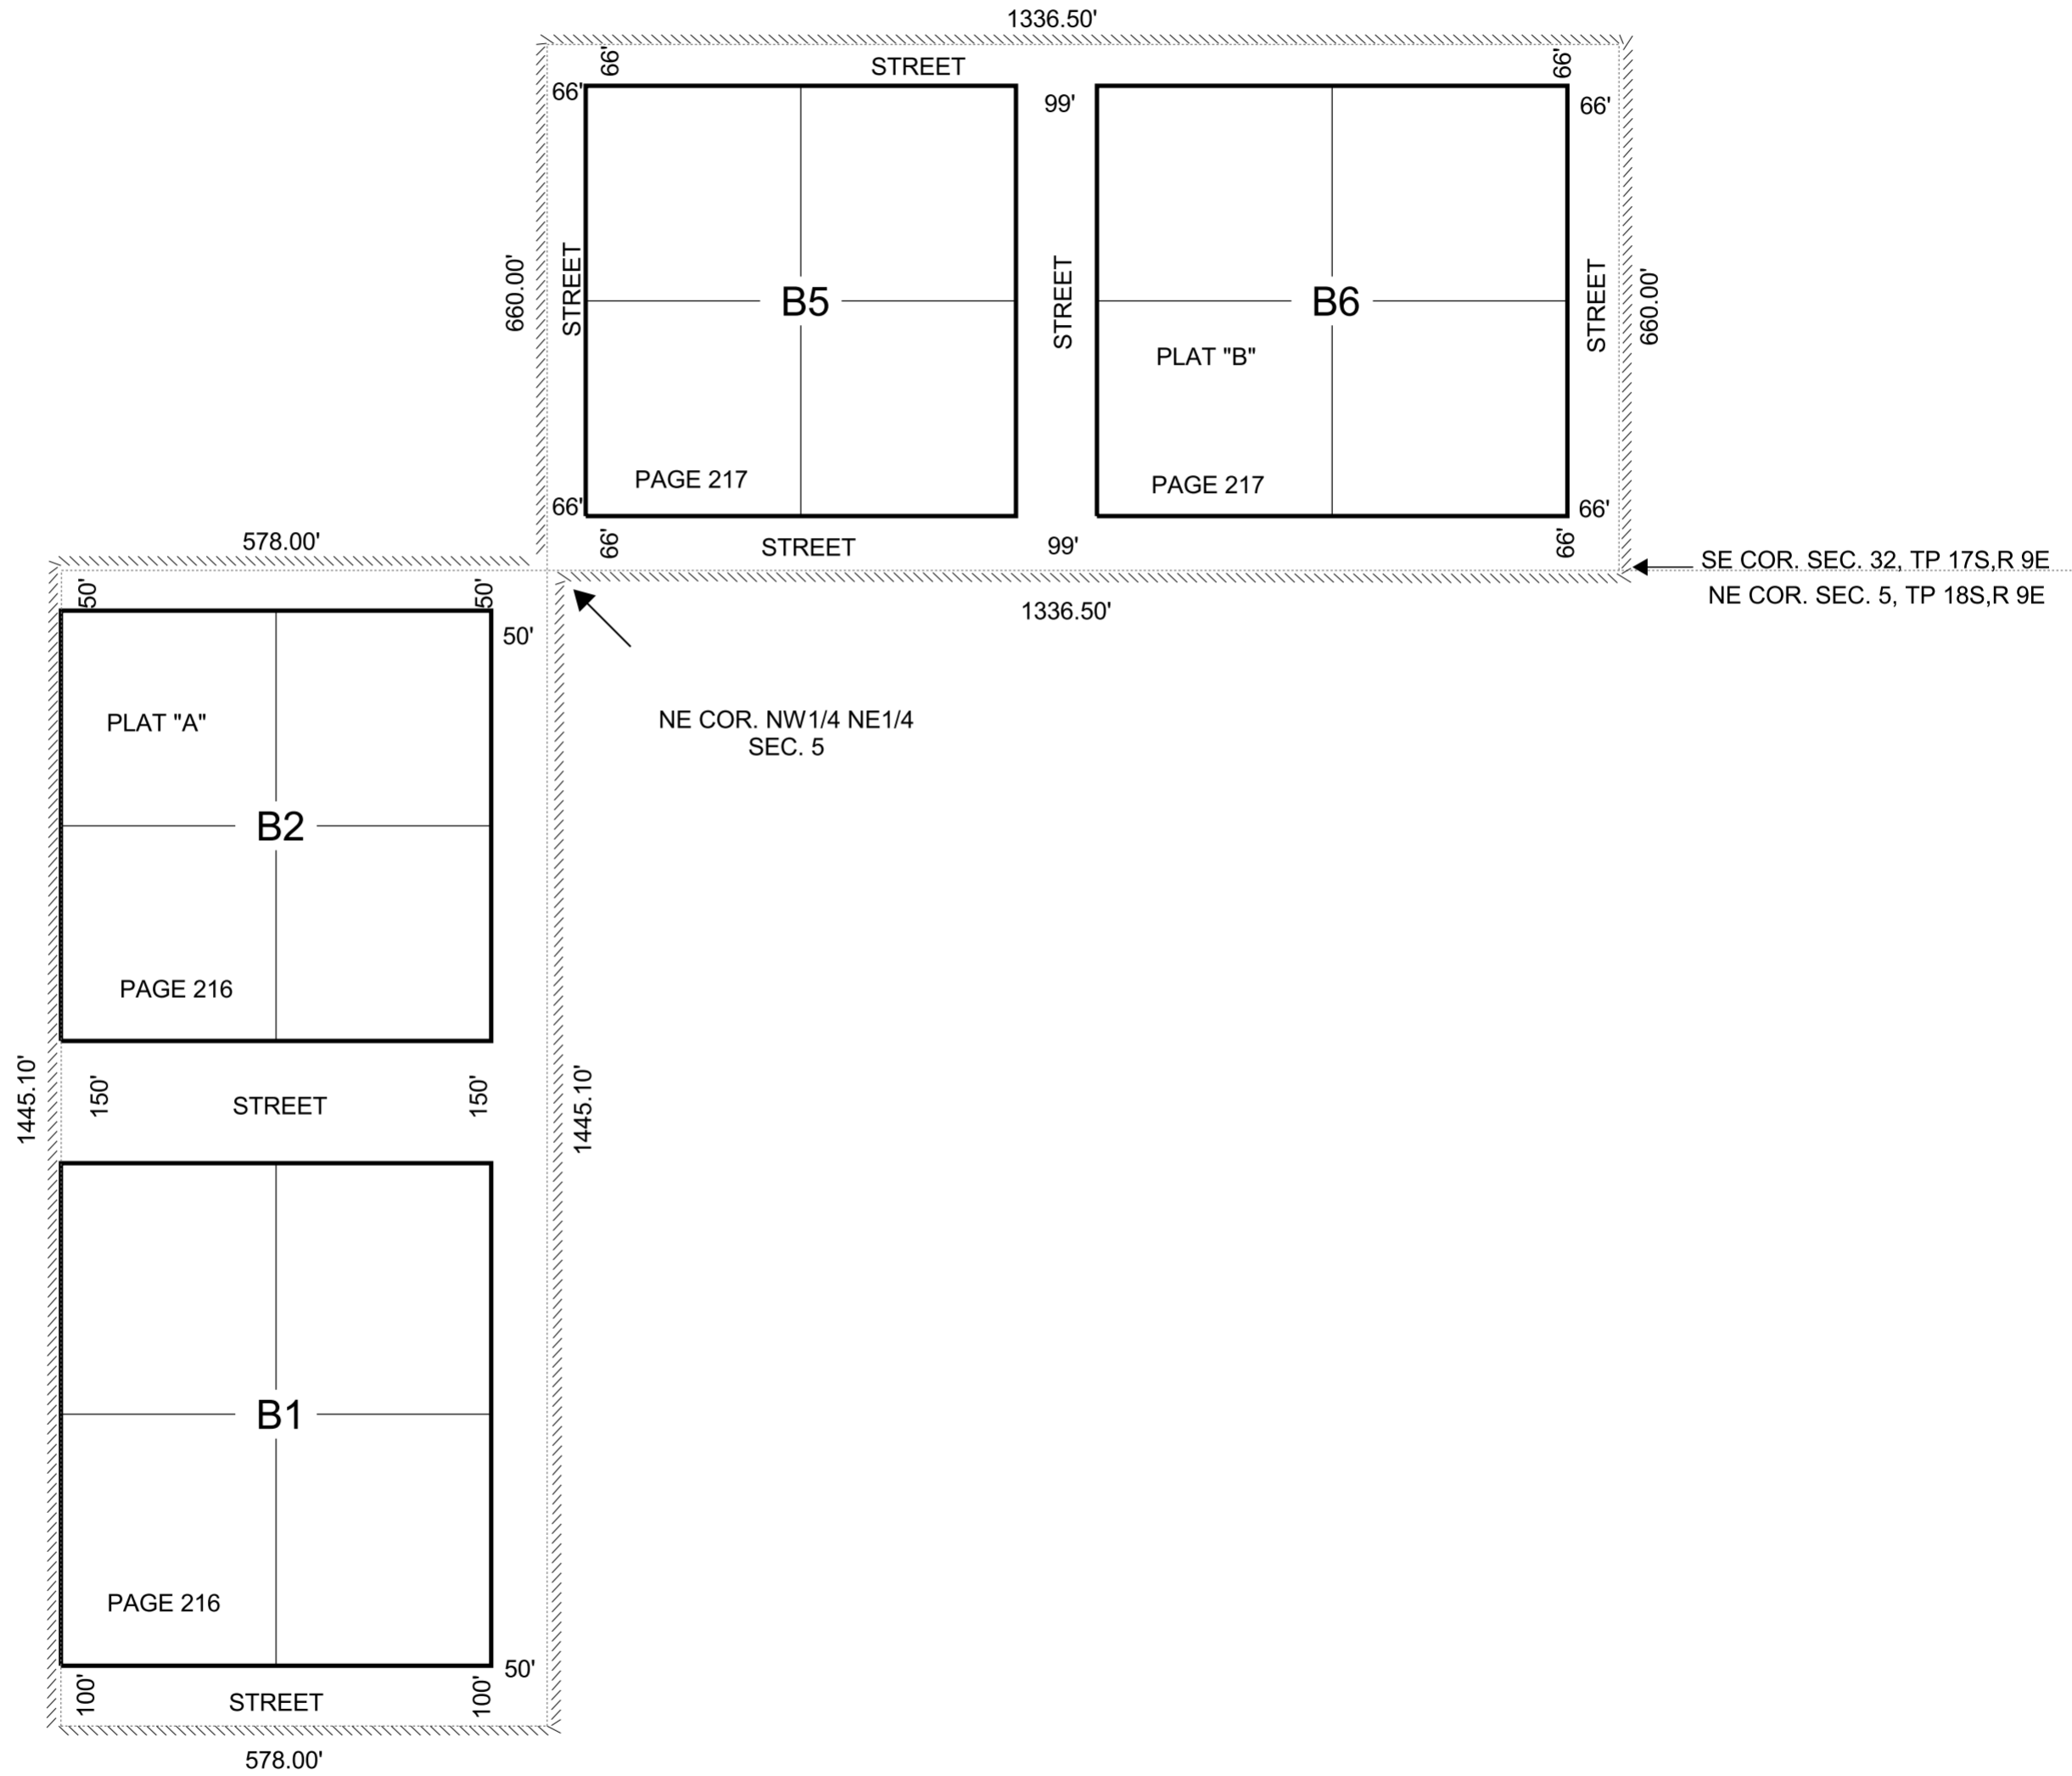 1336.50'
66'
66'
STREET
66'
99'
66'
660.00'
STREET
B5
STREET
B6
STREET
660.00'
PLAT "B"
PAGE 217
PAGE 217
66'
66'
66'
STREET
99'
66'
578.00'
SE COR. SEC. 32, TP 17S,R 9E
NE COR. SEC. 5, TP 18S,R 9E
50'
50'
1336.50'
50'
PLAT "A"
NE COR. NW1/4 NE1/4
SEC. 5
B2
PAGE 216
1445.10'
150'
STREET
150'
1445.10'
B1
PAGE 216
50'
100'
STREET
100'
578.00'